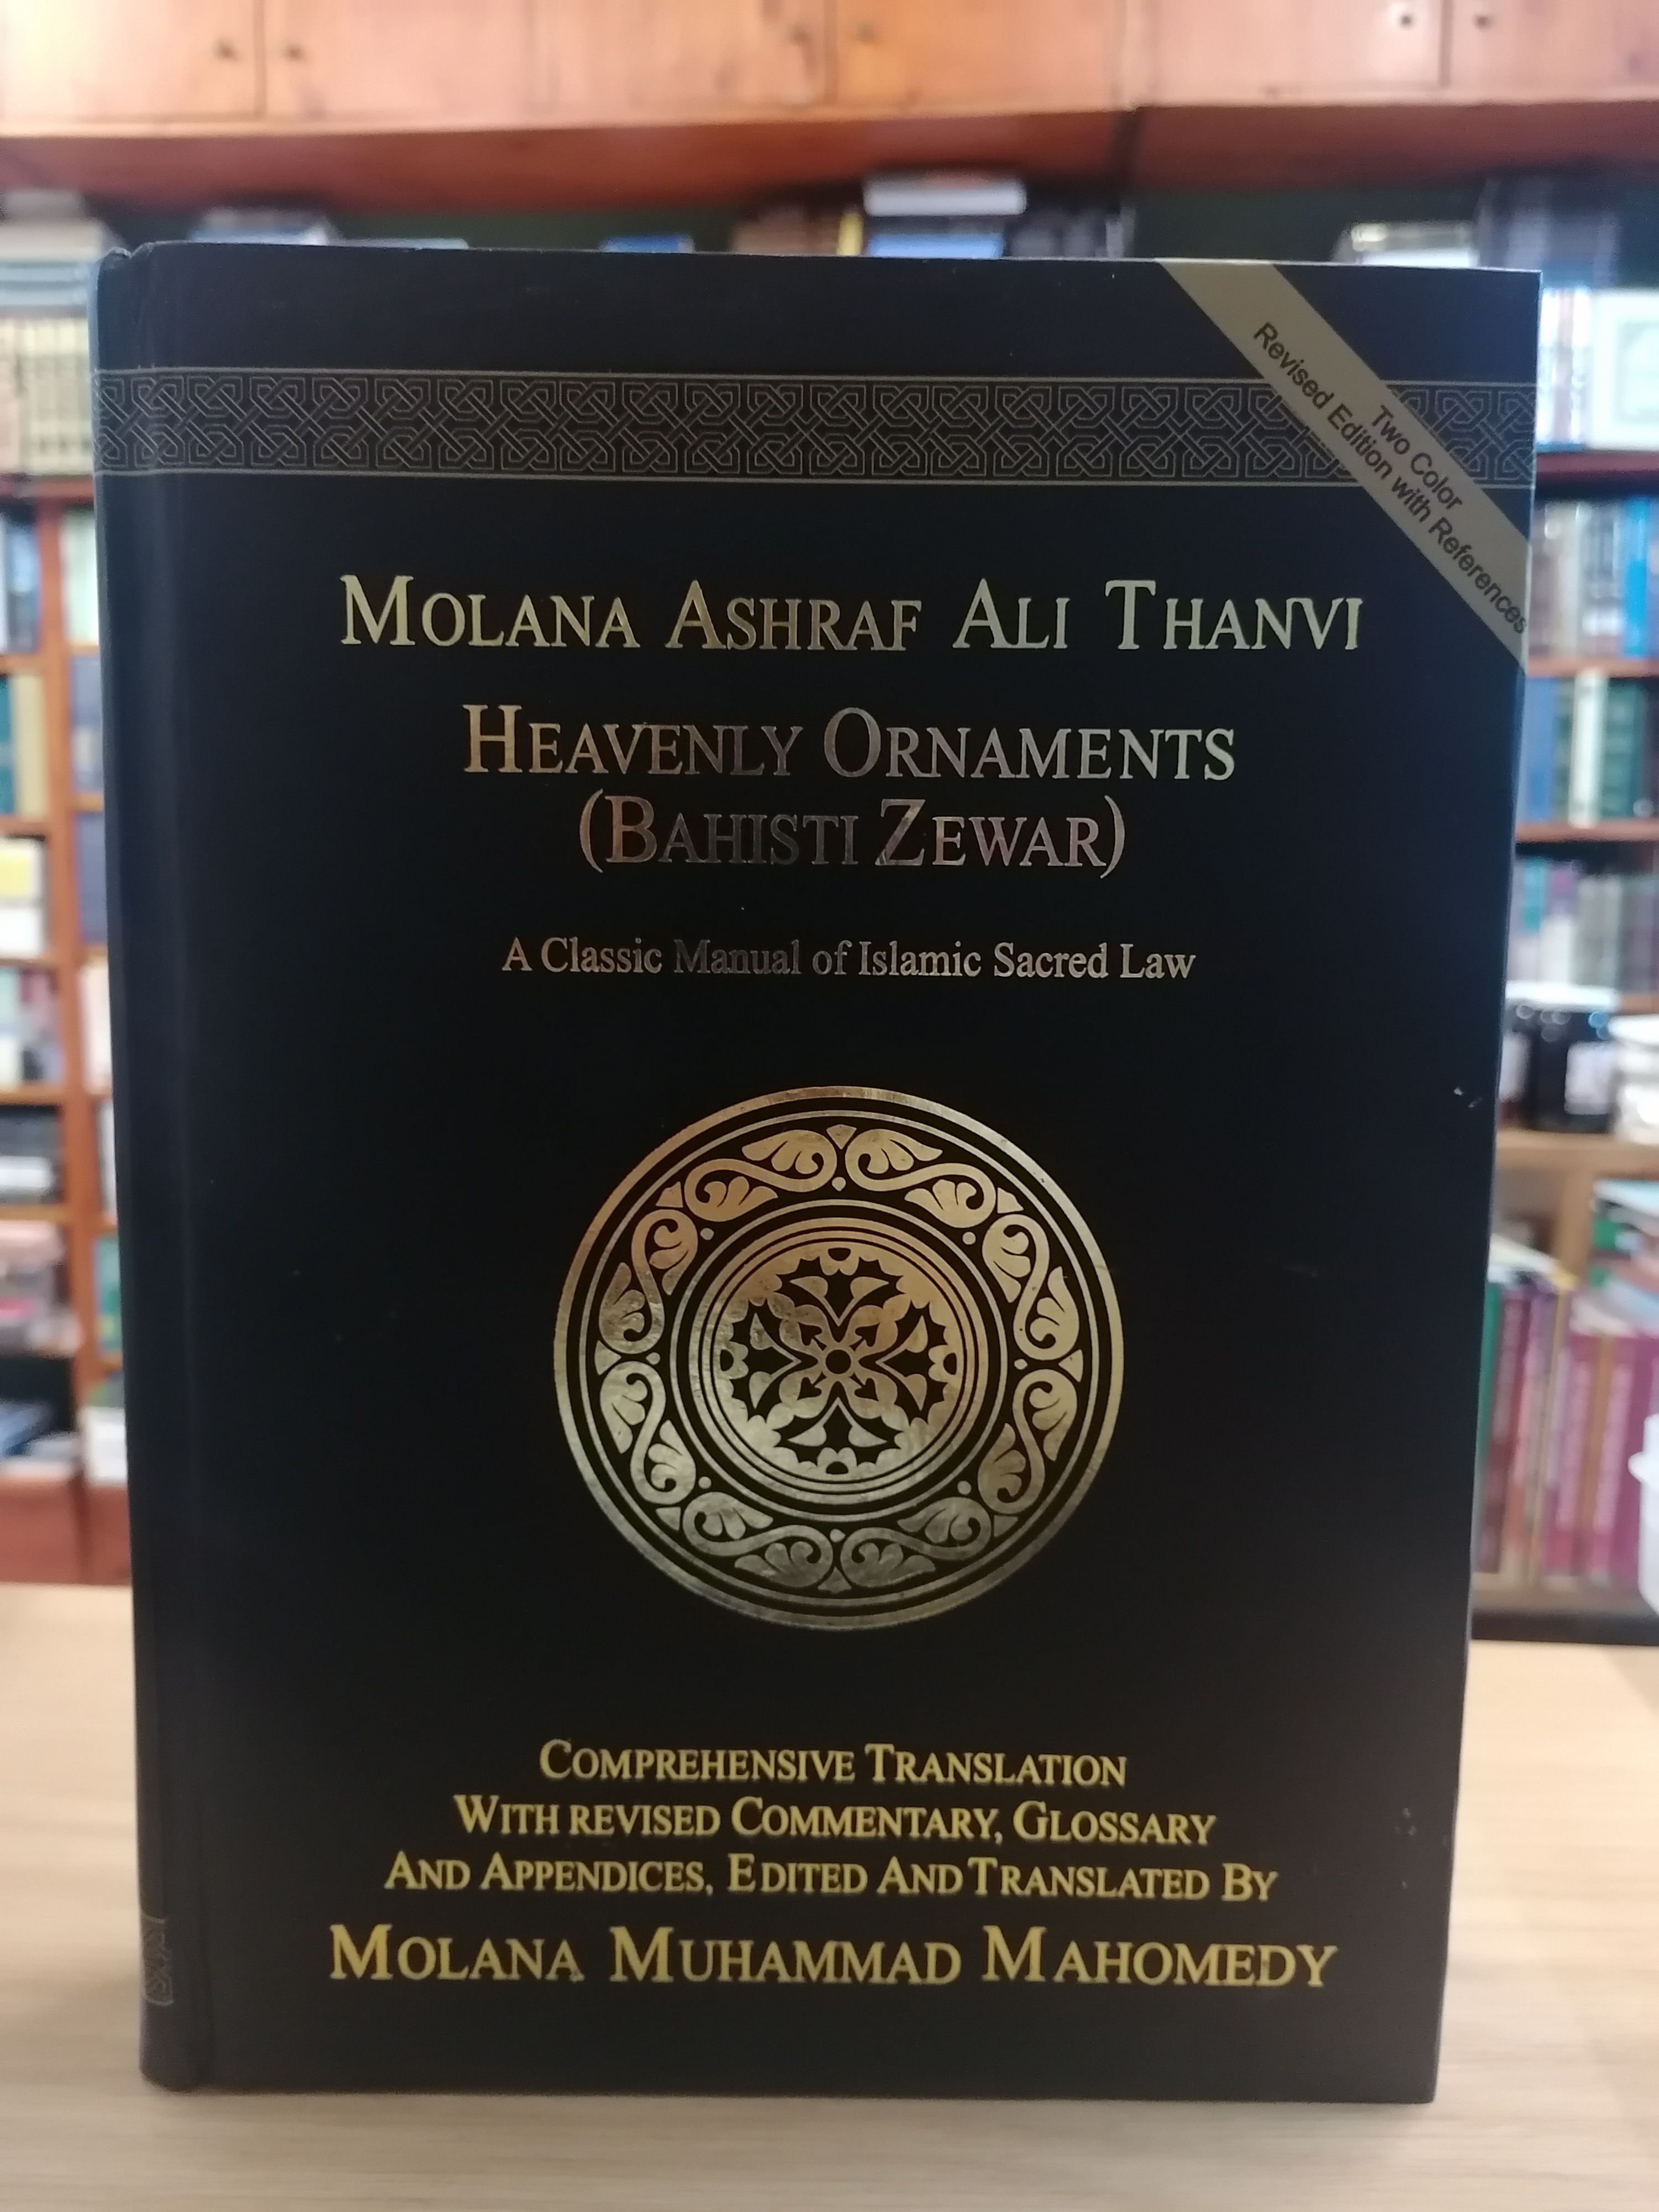 Two Color
Revised Edition with References
MOLANA ASHRAF ALI THANVI
HEAVENLY ORNAMENTS
(BAHISTI ZEWAR)
A Classic Manual of Islamic Sacred Law
COMPREHENSIVE TRANSLATION
WITH REVISED COMMENTARY, GLOSSARY
AND APPENDICES, EDITED AND TRANSLATED BY
MOLANA MUHAMMAD MAHOMEDY